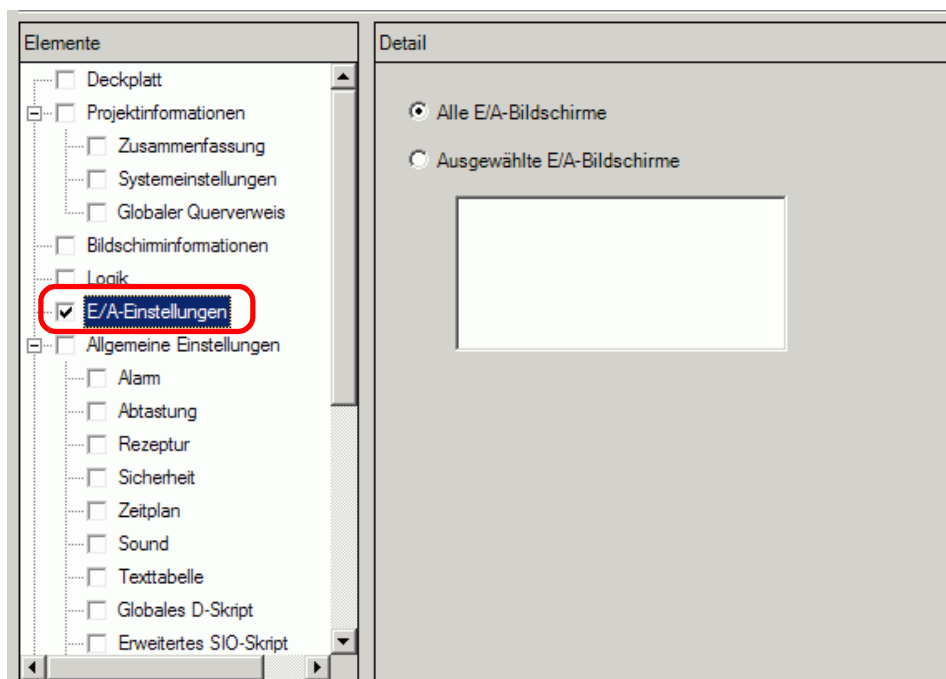 Elemente
Deckplatt
Projektinformationen
Zusammenfassung
Systemeinstellungen
Globaler Querverweis
Bildschirminformationen
Logik
E/A-Einstellungen
Allgemeine Einstellungen
Alarm
Abtastung
Rezeptur
Sicherheit
Zeitplan
Sound
Texttabelle
Globales D-Skript
Erweitertes SIO-Skript
Detail
Alle E/A-Bildschirme
Ausgewählte E/A-Bildschirme